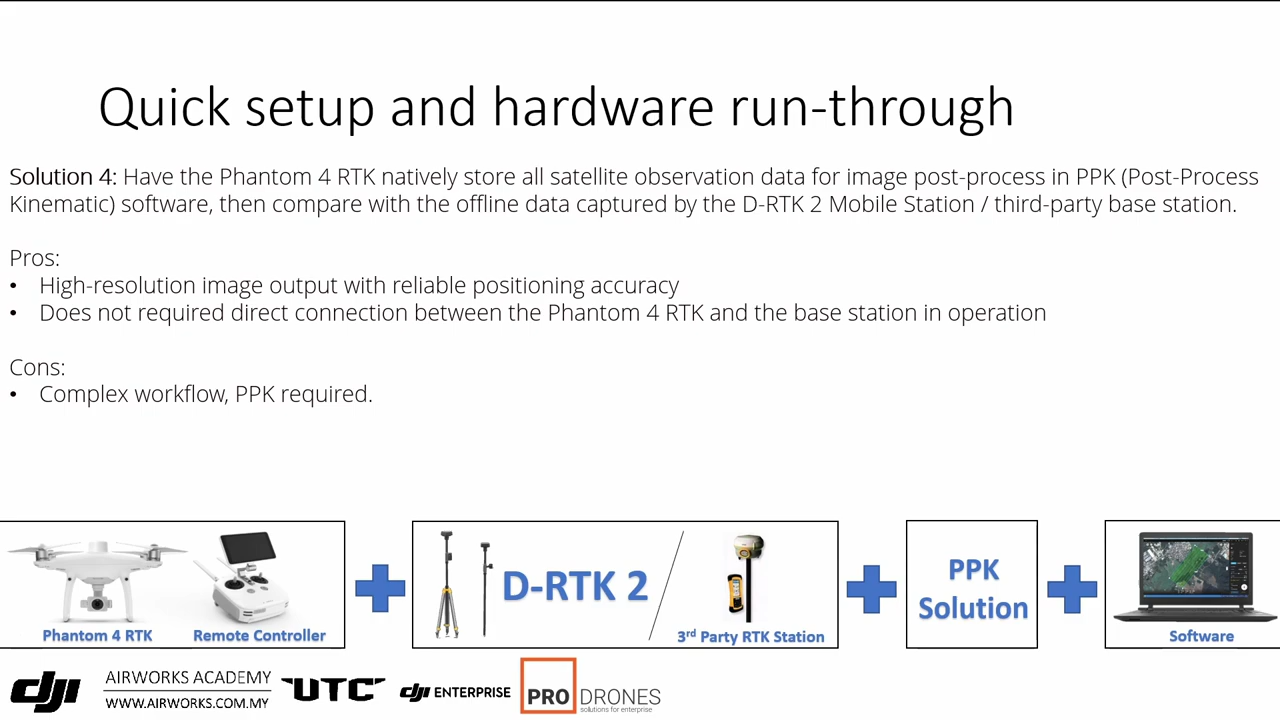 Quick setup and hardware run-through
Solution 4: Have the Phantom 4 RTK natively store all satellite observation data for image post-process in PPK (Post-Process
Kinematic) software, then compare with the offline data captured by the D-RTK 2 Mobile Station / third-party base station.
Pros:
• High-resolution image output with reliable positioning accuracy
• Does not required direct connection between the Phantom 4 RTK and the base station in operation
Cons:
• Complex workflow, PPK required.
Phantom 4 RTK
Remote Controller
D-RTK 2
3rd Party RTK Station
PPK
Solution
Software
dji
AIRWORKS ACADEMY
WWW.AIRWORKS.COM.MY
UTC
dji ENTERPRISE
PRO DRONES
solutions for enterprise